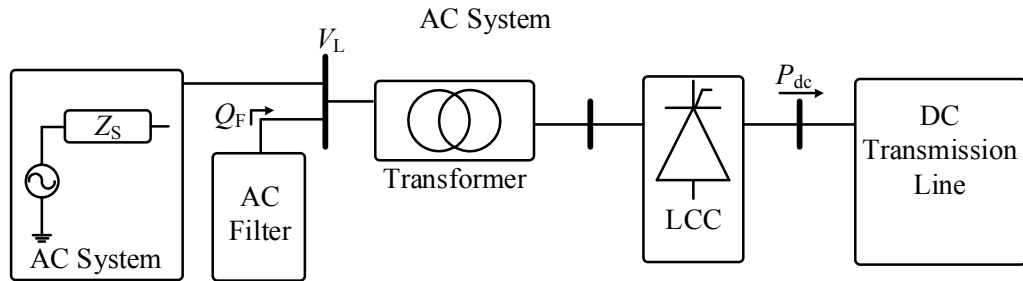 AC System
V_L
P_dc
Q_F
Z_S
DC
Transmission
Line
AC
Filter
Transformer
LCC
AC System